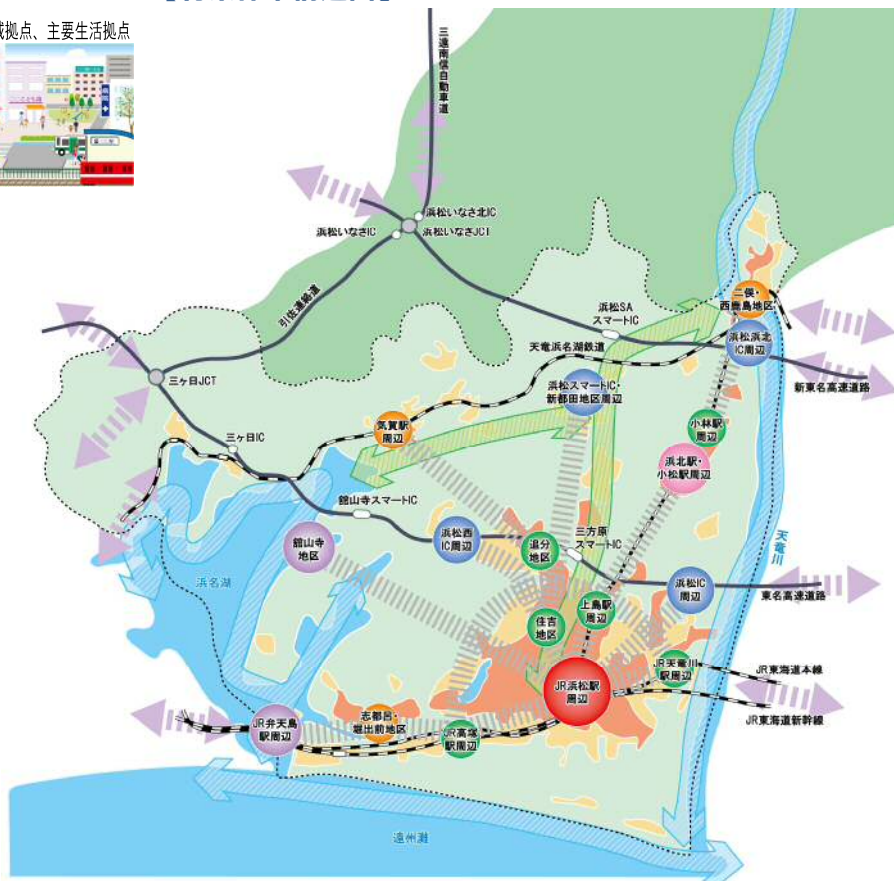 域拠点、主要生活拠点
三遠南信自動車道
浜松いなさ北IC
浜松いなさIC
浜松いなさJCT
引佐連絡道
浜松SA
スマートIC
二俣・
西鹿島地区
天竜浜名湖鉄道
浜松浜北
IC周辺
新東名高速道路
三ヶ日JCT
浜松スマートIC・
新都田地区周辺
気賀駅
周辺
小林駅
周辺
三ヶ日IC
浜北駅・
小松駅周辺
舘山寺スマートIC
舘山寺
地区
浜松西
IC周辺
追分
地区
三方原
スマートIC
天竜川
浜名湖
浜松IC
周辺
東名高速道路
住吉
地区
上島駅
周辺
JR浜松駅
周辺
JR天竜川
駅周辺
JR東海道本線
JR東海道新幹線
JR弁天島
駅周辺
志都呂・
堀出前地区
JR高塚
駅周辺
遠州灘